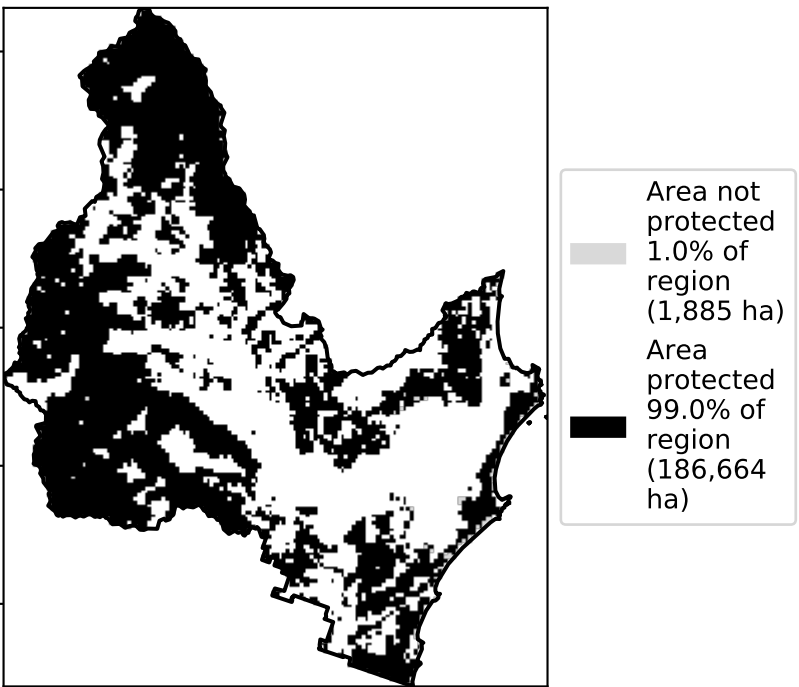 Area not
protected
1.0% of
region
(1,885 ha)
Area
protected
99.0% of
region
(186,664
ha)